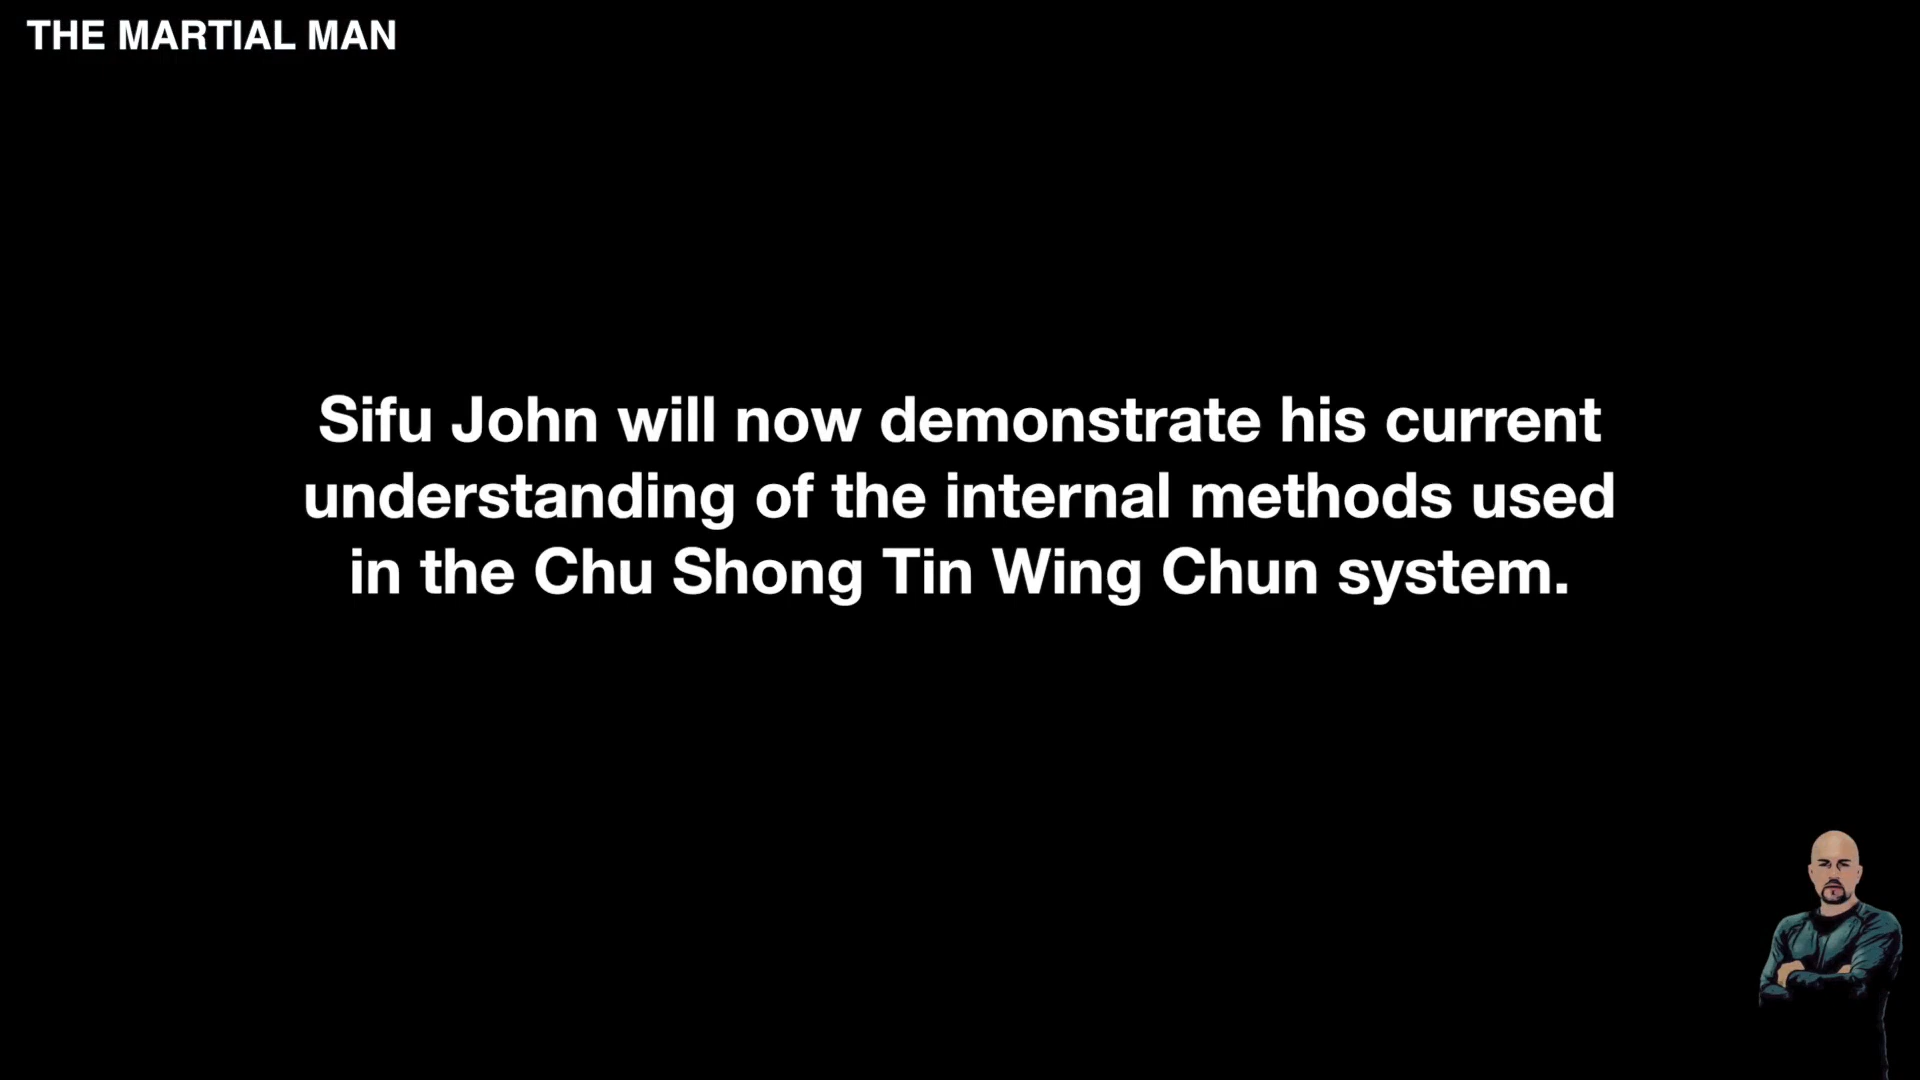 THE MARTIAL MAN
Sifu John will now demonstrate his current
understanding of the internal methods used
in the Chu Shong Tin Wing Chun system.